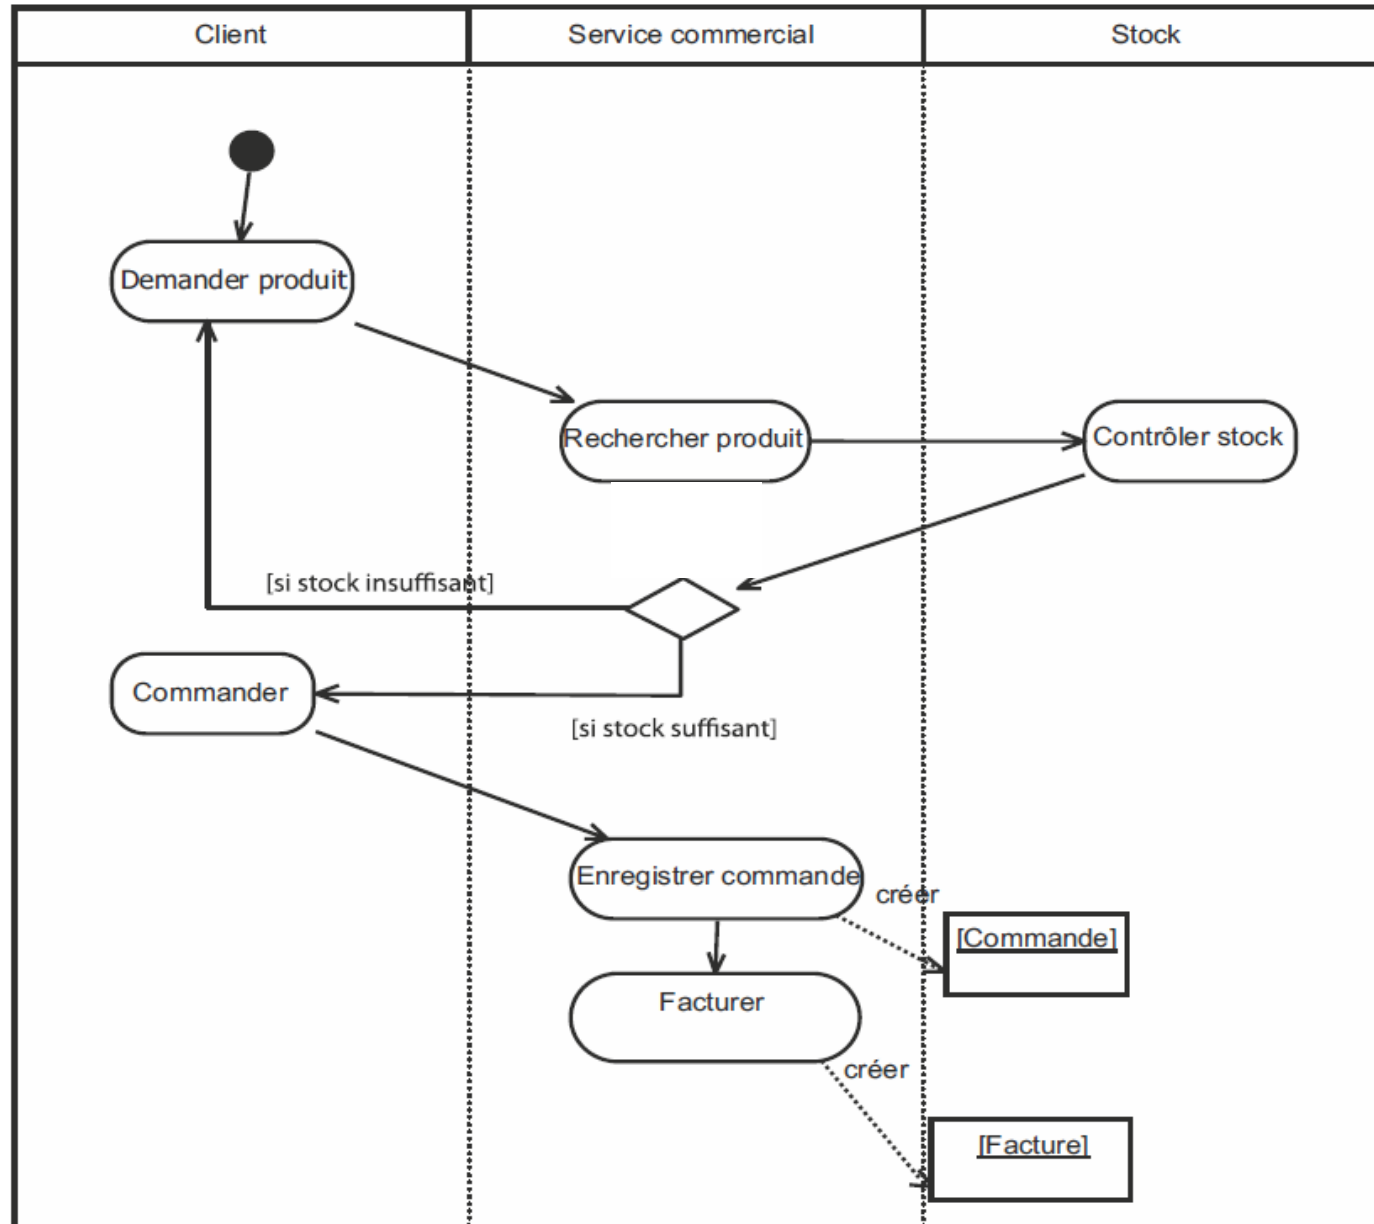 Client
Service commercial
Stock
Demander produit
Rechercher produit
Contrôler stock
[si stock insuffisant]
Commander
[si stock suffisant]
Enregistrer commande
créer
[Commande]
Facturer
créer
[Facture]